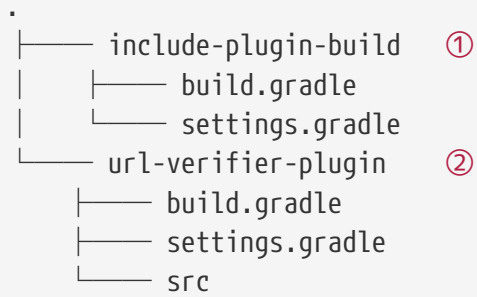 .
├── include-plugin-build ①
│   ├── build.gradle
│   └── settings.gradle
└── url-verifier-plugin ②
    ├── build.gradle
    ├── settings.gradle
    └── src